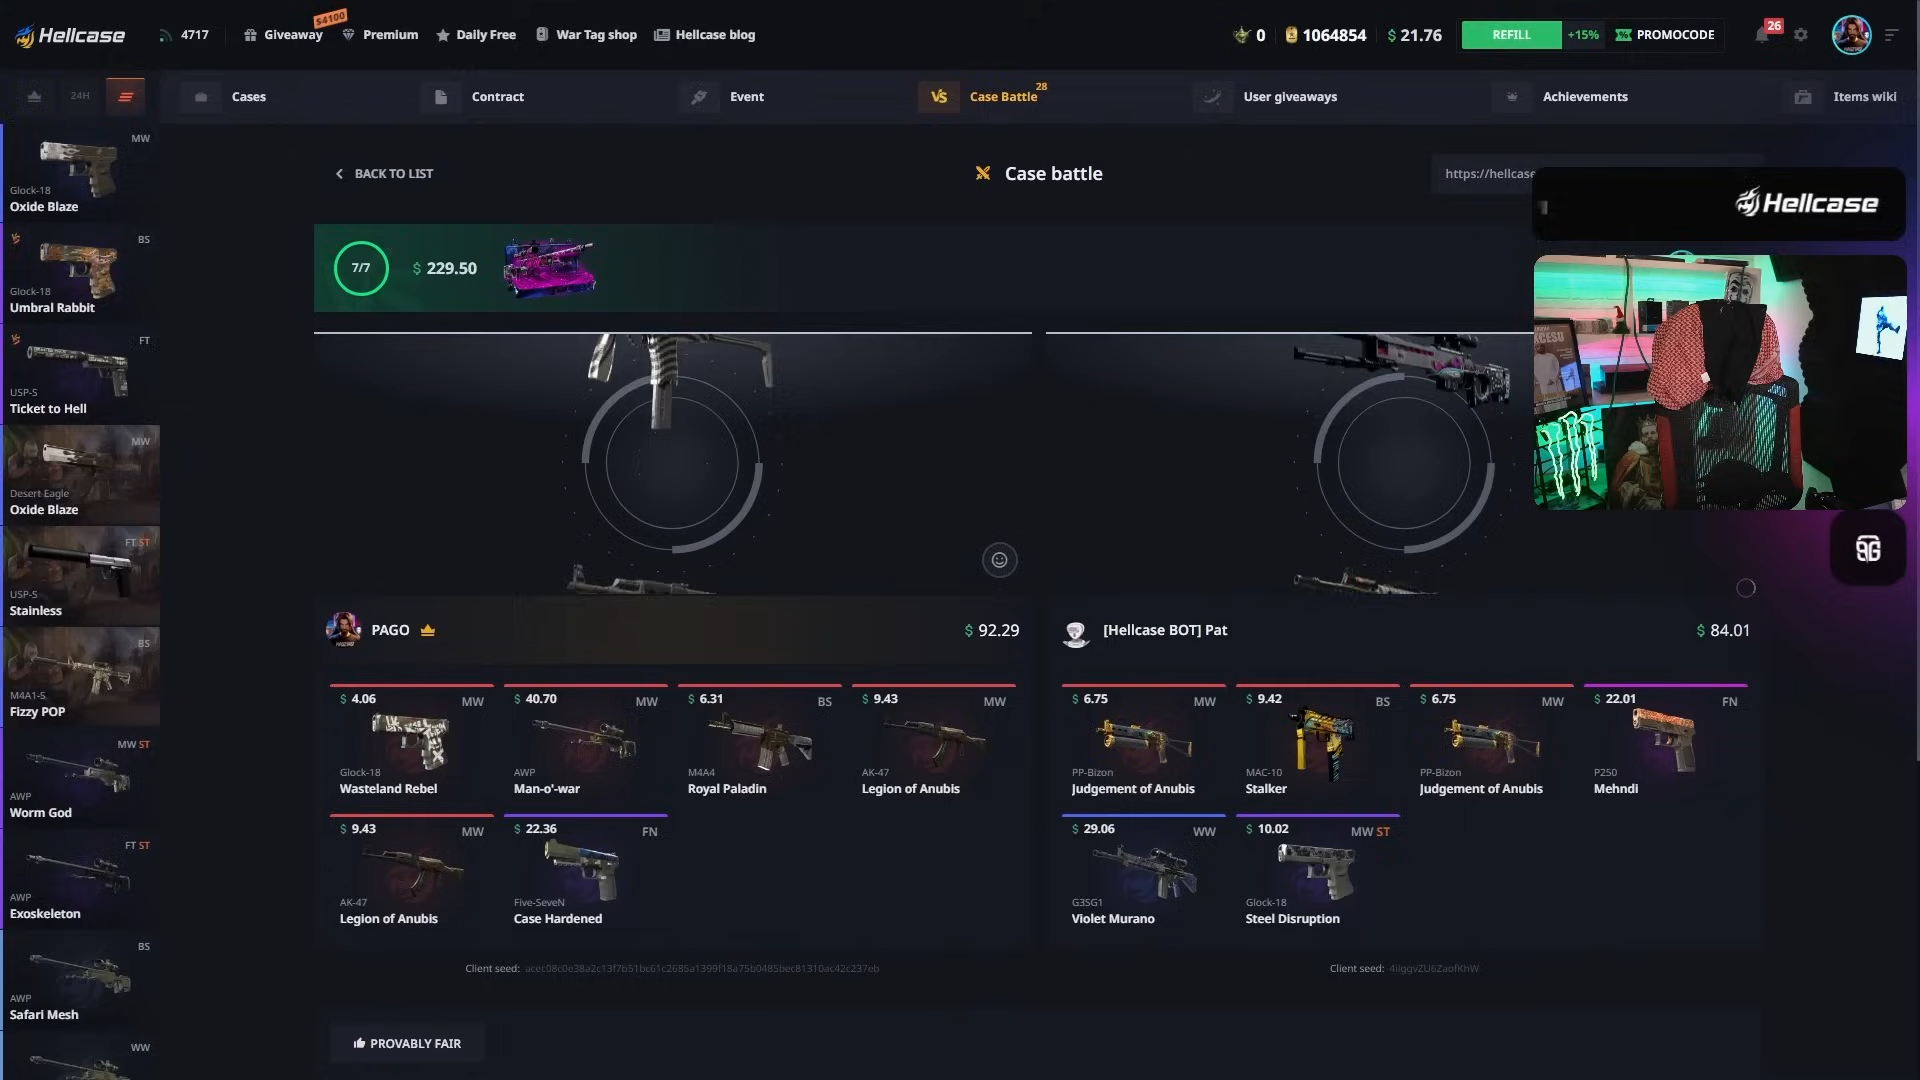 Hellcase
4717
Giveaway
$4100
Premium
Daily Free
War Tag shop
Hellcase blog
0
1064854
$ 21.76
REFILL
+15%
PROMOCODE
26
24H
Cases
Contract
Event
VS
Case Battle
28
User giveaways
Achievements
Items wiki
MW
Glock-18
Oxide Blaze
BS
Glock-18
Umbral Rabbit
FT
USP-S
Ticket to Hell
MW
Desert Eagle
Oxide Blaze
FT ST
USP-S
Stainless
BS
M4A1-S
Fizzy POP
MW ST
AWP
Worm God
FT ST
AWP
Exoskeleton
BS
AWP
Safari Mesh
WW
BACK TO LIST
Case battle
https://hellcase
Hellcase
7/7
$ 229.50
PAGO
$ 92.29
[Hellcase BOT] Pat
$ 84.01
$ 4.06 MW
Glock-18
Wasteland Rebel
$ 40.70 MW
AWP
Man-o'-war
$ 6.31 BS
M4A4
Royal Paladin
$ 9.43 MW
AK-47
Legion of Anubis
$ 9.43 MW
AK-47
Legion of Anubis
$ 22.36 FN
Five-SeveN
Case Hardened
$ 6.75 MW
PP-Bizon
Judgement of Anubis
$ 9.42 BS
MAC-10
Stalker
$ 6.75 MW
PP-Bizon
Judgement of Anubis
$ 22.01 FN
P250
Mehndi
$ 29.06 WW
G3SG1
Violet Murano
$ 10.02 MW ST
Glock-18
Steel Disruption
Client seed:
Client seed:
PROVABLY FAIR